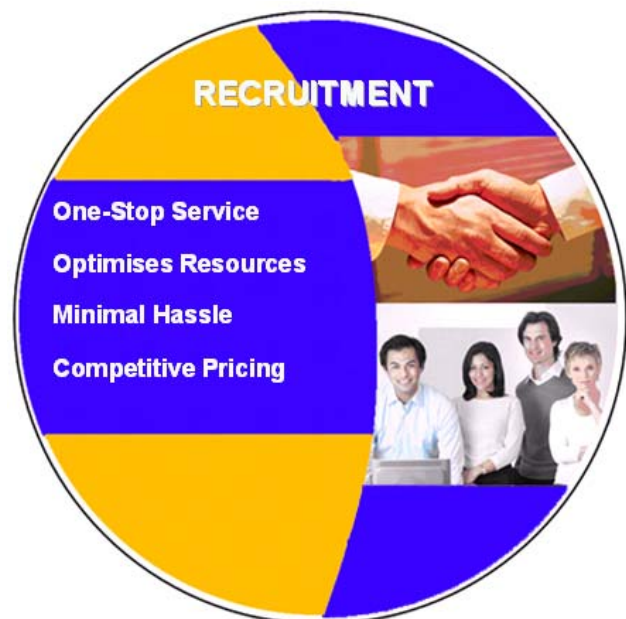 RECRUITMENT
One-Stop Service
Optimises Resources
Minimal Hassle
Competitive Pricing